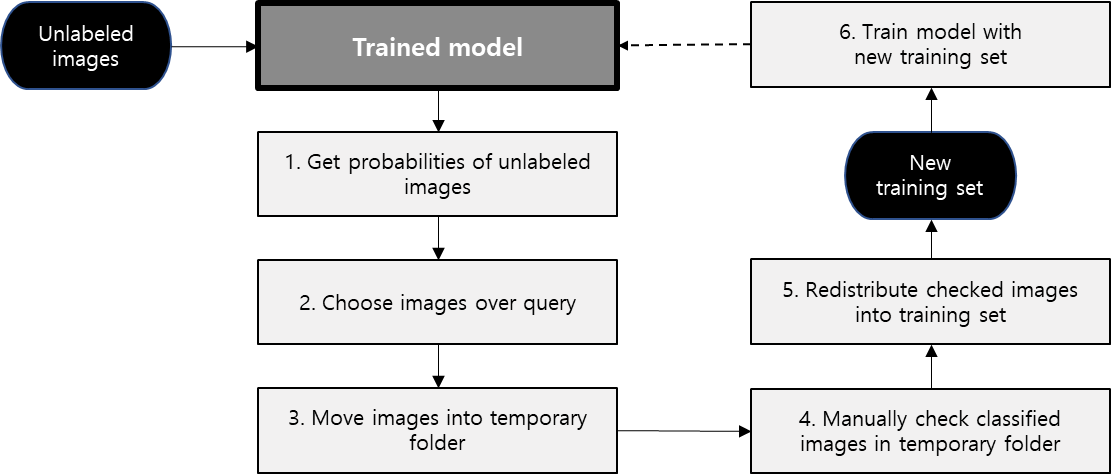 Unlabeled
images
Trained model
1. Get probabilities of unlabeled
images
2. Choose images over query
3. Move images into temporary
folder
4. Manually check classified
images in temporary folder
5. Redistribute checked images
into training set
New
training set
6. Train model with
new training set